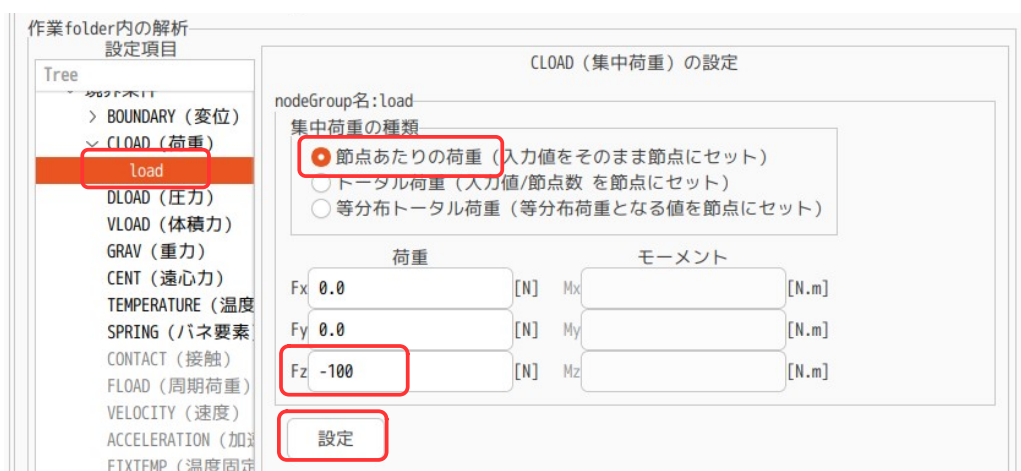 作業folder内の解析
設定項目
Tree
境界条件
BOUNDARY (変位)
CLOAD (荷重)
load
DLOAD (圧力)
VLOAD (体積力)
GRAV (重力)
CENT (遠心力)
TEMPERATURE (温度
SPRING (バネ要素
CONTACT (接触)
FLOAD (周期荷重)
VELOCITY (速度)
ACCELERATION (加速
FIXTEMP (温度固定
CLOAD (集中荷重) の設定
nodeGroup名:load
集中荷重の種類
節点あたりの荷重 (入力値をそのまま節点にセット)
トータル荷重 (入力値/節点数 を節点にセット)
等分布トータル荷重 (等分布荷重となる値を節点にセット)
荷重 モーメント
Fx 0.0 [N] Mx [N.m]
Fy 0.0 [N] My [N.m]
Fz -100 [N] Mz [N.m]
設定